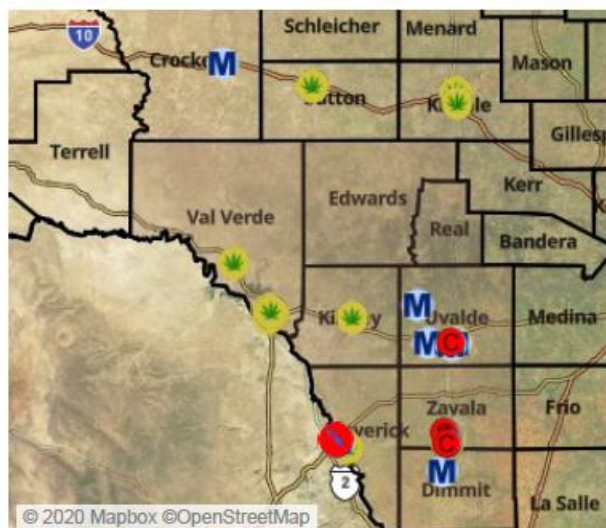 Schleicher
Menard
10
Mason
M
Terrell
Gillesp
Kerr
Edwards
Val Verde
Real
Bandera
M
Uvalde
Medina
M C
Zavala
Frio
C
2
M
Dimmit
La Salle
© 2020 Mapbox ©OpenStreetMap